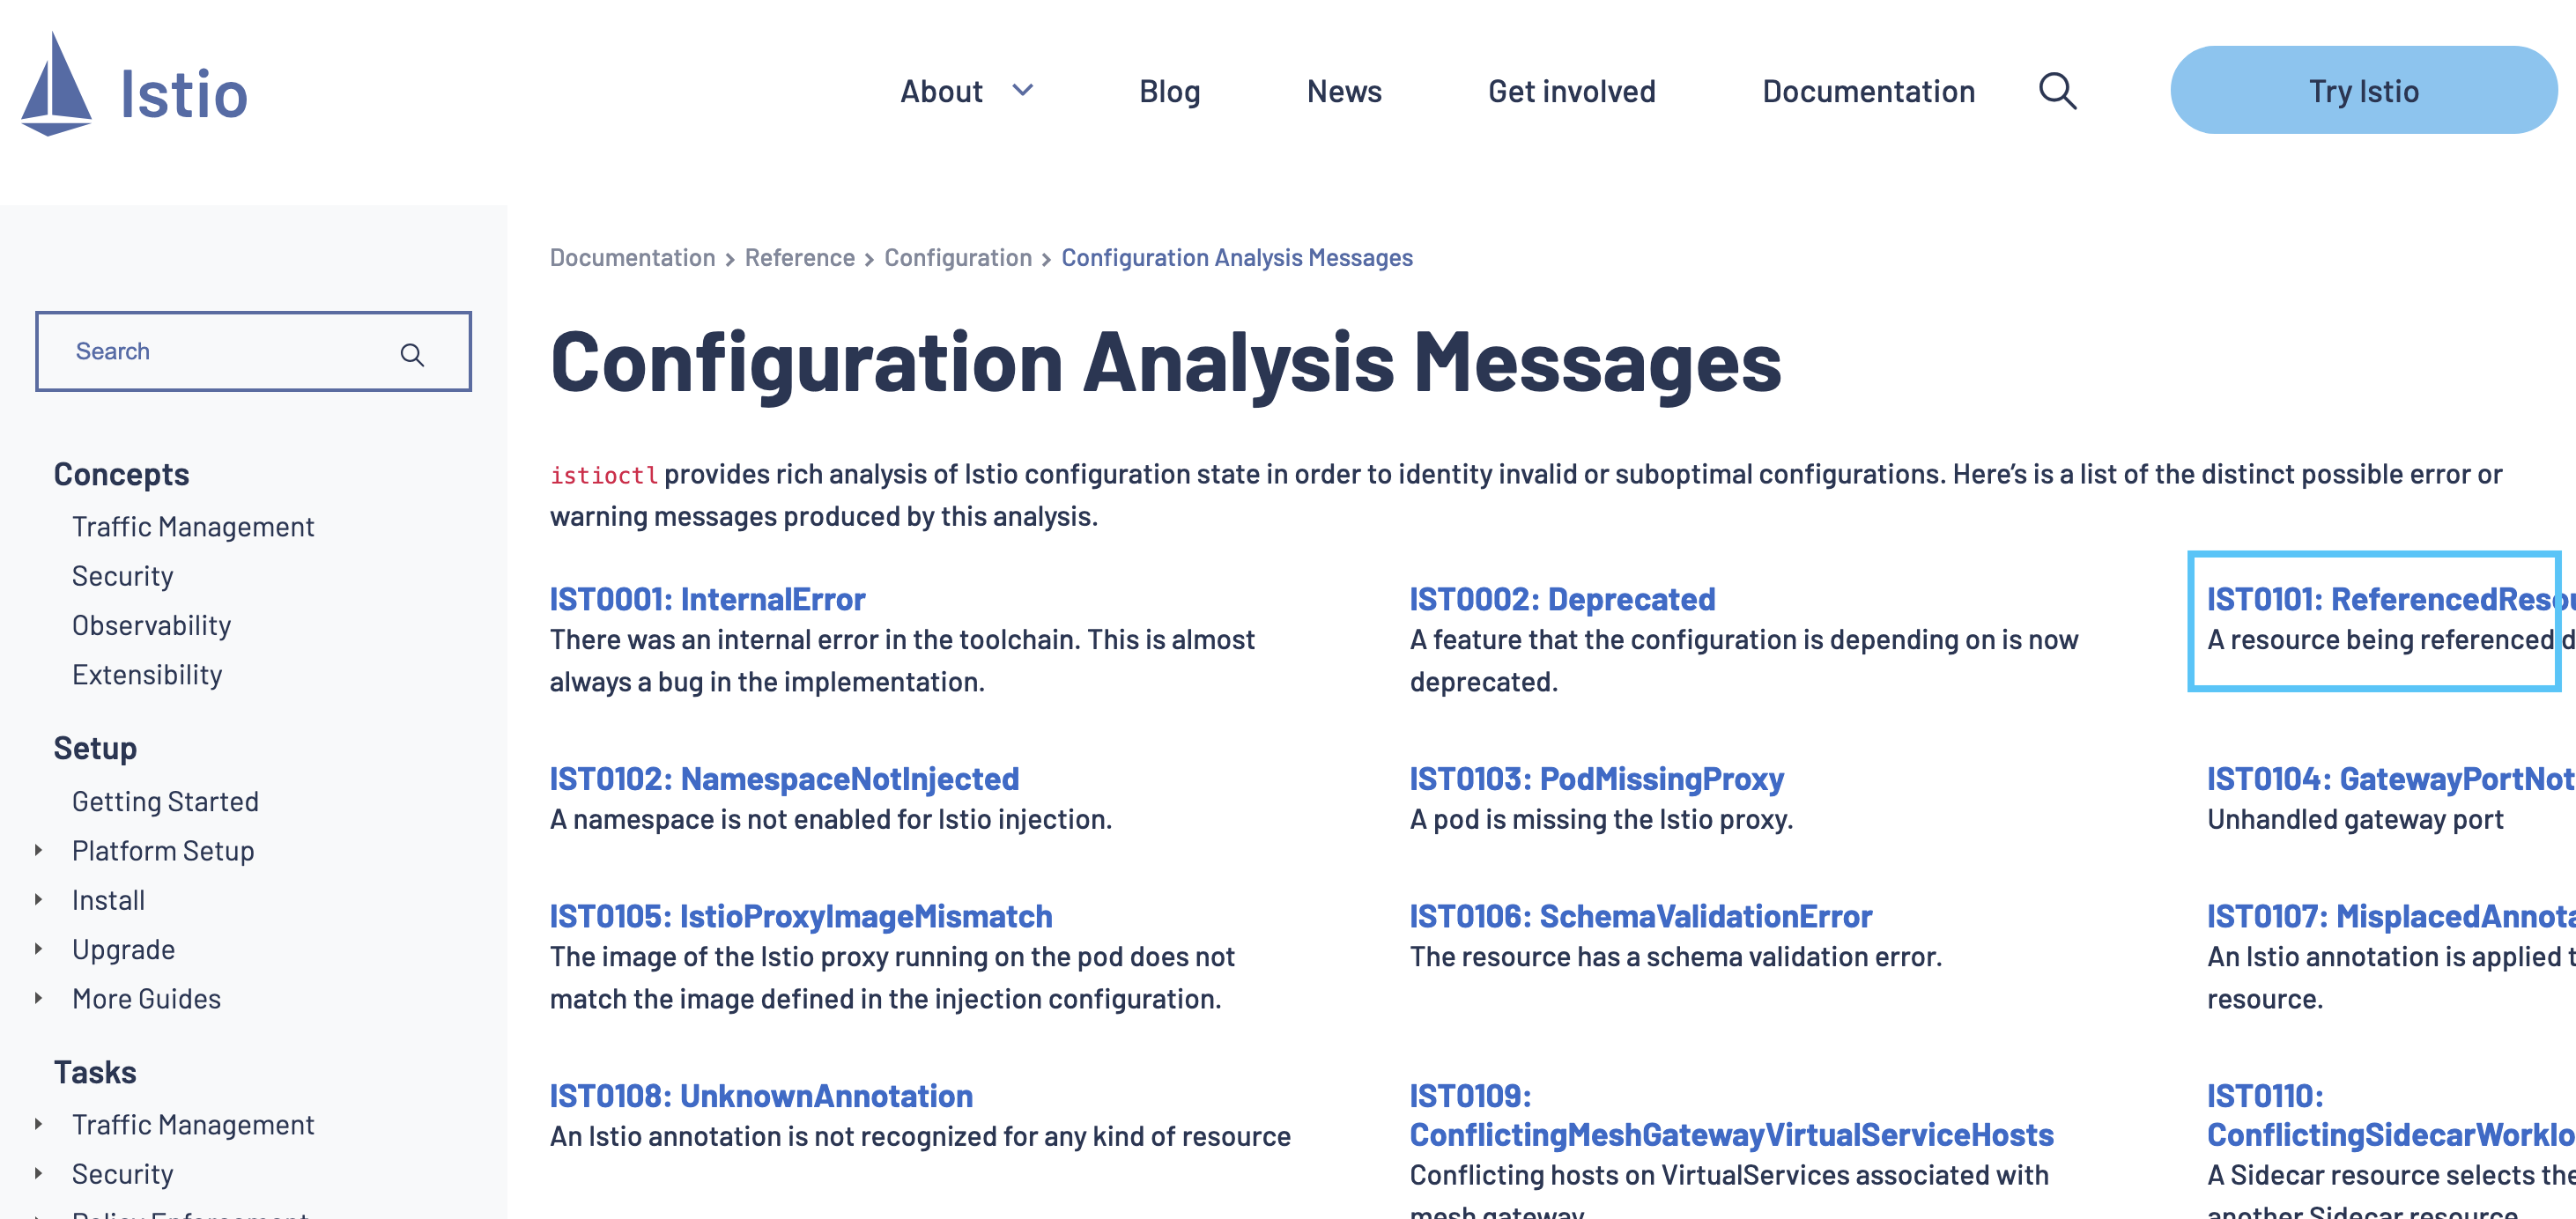 Istio
About
Blog
News
Get involved
Documentation
Try Istio
Search
Concepts
Traffic Management
Security
Observability
Extensibility
Setup
Getting Started
Platform Setup
Install
Upgrade
More Guides
Tasks
Traffic Management
Security
Policy Enforcement
Documentation > Reference > Configuration > Configuration Analysis Messages
Configuration Analysis Messages
istioctl provides rich analysis of Istio configuration state in order to identity invalid or suboptimal configurations. Here's is a list of the distinct possible error or
warning messages produced by this analysis.
IST0001: InternalError
There was an internal error in the toolchain. This is almost
always a bug in the implementation.
IST0002: Deprecated
A feature that the configuration is depending on is now
deprecated.
IST0101: ReferencedResou
A resource being referenced d
IST0102: NamespaceNotInjected
A namespace is not enabled for Istio injection.
IST0103: PodMissingProxy
A pod is missing the Istio proxy.
IST0104: GatewayPortNot
Unhandled gateway port
IST0105: IstioProxyImageMismatch
The image of the Istio proxy running on the pod does not
match the image defined in the injection configuration.
IST0106: SchemaValidationError
The resource has a schema validation error.
IST0107: MisplacedAnnota
An Istio annotation is applied t
resource.
IST0108: UnknownAnnotation
An Istio annotation is not recognized for any kind of resource
IST0109:
ConflictingMeshGatewayVirtualServiceHosts
Conflicting hosts on VirtualServices associated with
mesh gateway
IST0110:
ConflictingSidecarWorklo
A Sidecar resource selects the
another Sidecar resource